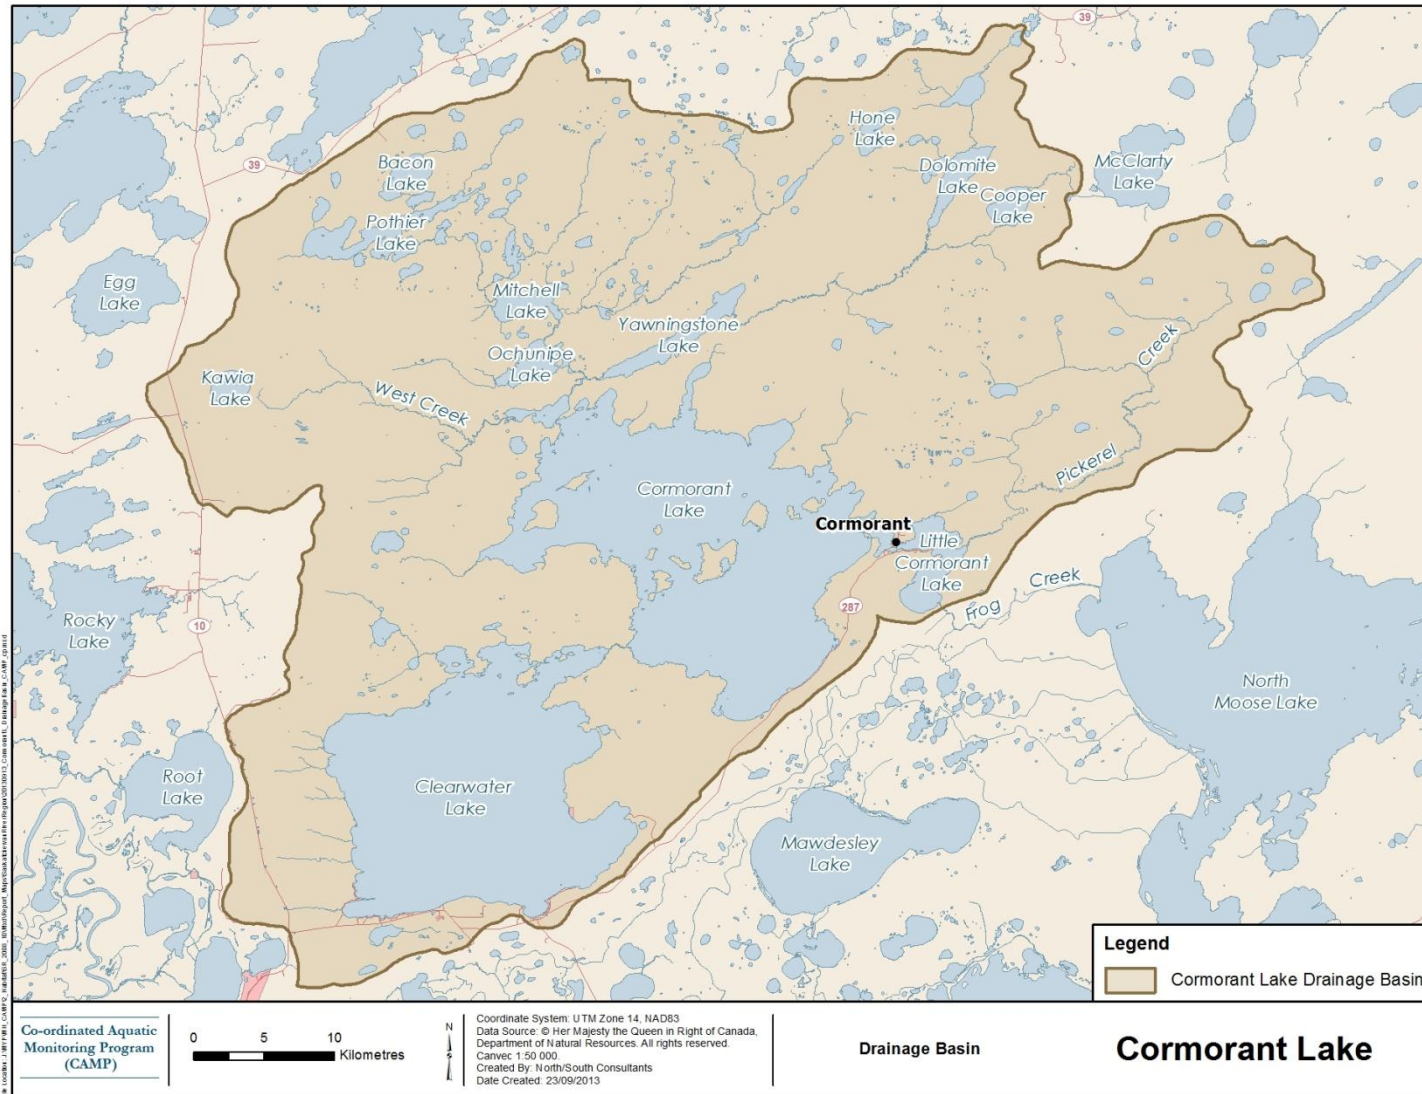 39
39
Hone
Lake
Bacon
Lake
Dolomite
Lake
McClarty
Lake
Cooper
Lake
Pothier
Lake
Egg
Lake
Mitchell
Lake
Yawningstone
Lake
Creek
Ochunipe
Lake
Kawia
Lake
West Creek
Pickerel
Cormorant
Lake
Cormorant
Little
Cormorant
Lake
Frog Creek
287
10
Rocky
Lake
North
Moose Lake
Root
Lake
Clearwater
Lake
Mawdesley
Lake
Legend
Cormorant Lake Drainage Basin
Co-ordinated Aquatic
Monitoring Program
(CAMP)
0 5 10
Kilometres
N
Coordinate System: UTM Zone 14, NAD83
Data Source: © Her Majesty the Queen in Right of Canada,
Department of Natural Resources. All rights reserved.
Canvec 1:50 000.
Created By: North/South Consultants
Date Created: 23/09/2013
Drainage Basin
Cormorant Lake